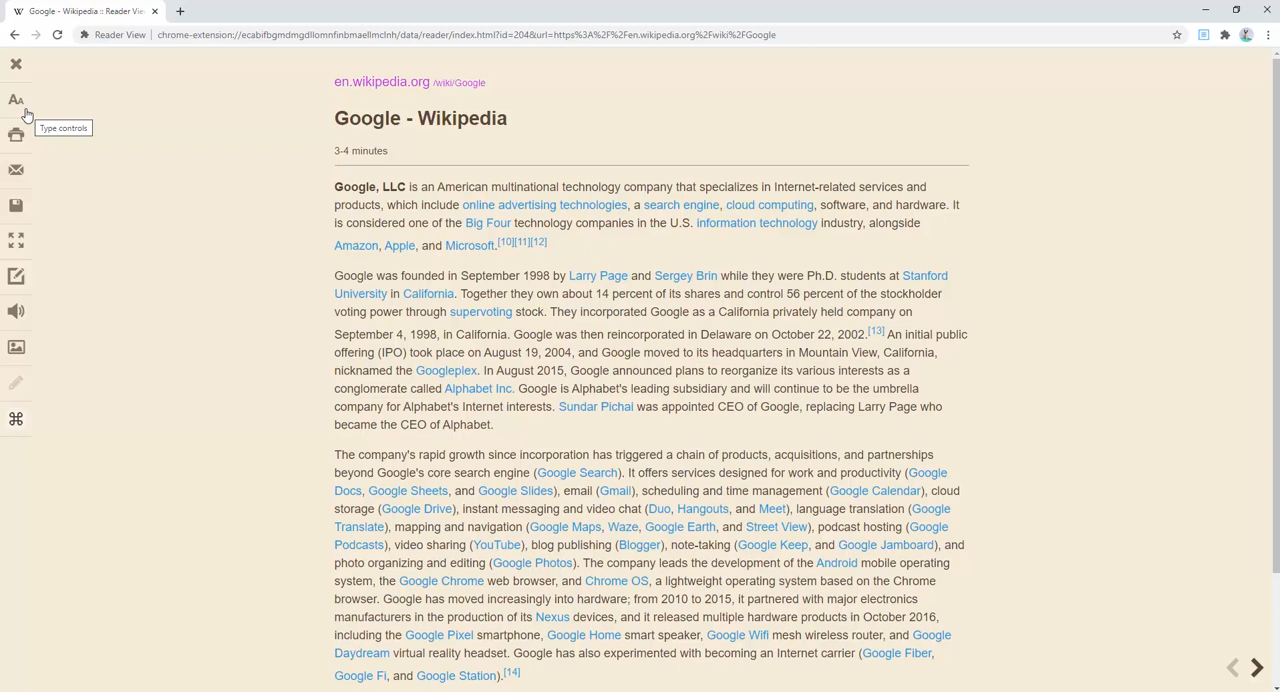 Google - Wikipedia :: Reader Vie
Reader View
chrome-extension://ecabifbgmdmgdllomnfinbmaellmclnh/data/reader/index.html?id=204&url=https%3A%2F%2Fen.wikipedia.org%2Fwiki%2FGoogle
en.wikipedia.org /wiki/Google
AA
Type controls
Google - Wikipedia
3-4 minutes
Google, LLC is an American multinational technology company that specializes in Internet-related services and
products, which include online advertising technologies, a search engine, cloud computing, software, and hardware. It
is considered one of the Big Four technology companies in the U.S. information technology industry, alongside
Amazon, Apple, and Microsoft.[10][11][12]
Google was founded in September 1998 by Larry Page and Sergey Brin while they were Ph.D. students at Stanford
University in California. Together they own about 14 percent of its shares and control 56 percent of the stockholder
voting power through supervoting stock. They incorporated Google as a California privately held company on
September 4, 1998, in California. Google was then reincorporated in Delaware on October 22, 2002.[13] An initial public
offering (IPO) took place on August 19, 2004, and Google moved to its headquarters in Mountain View, California,
nicknamed the Googleplex. In August 2015, Google announced plans to reorganize its various interests as a
conglomerate called Alphabet Inc. Google is Alphabet's leading subsidiary and will continue to be the umbrella
company for Alphabet's Internet interests. Sundar Pichai was appointed CEO of Google, replacing Larry Page who
became the CEO of Alphabet.
The company's rapid growth since incorporation has triggered a chain of products, acquisitions, and partnerships
beyond Google's core search engine (Google Search). It offers services designed for work and productivity (Google
Docs, Google Sheets, and Google Slides), email (Gmail), scheduling and time management (Google Calendar), cloud
storage (Google Drive), instant messaging and video chat (Duo, Hangouts, and Meet), language translation (Google
Translate), mapping and navigation (Google Maps, Waze, Google Earth, and Street View), podcast hosting (Google
Podcasts), video sharing (YouTube), blog publishing (Blogger), note-taking (Google Keep, and Google Jamboard), and
photo organizing and editing (Google Photos). The company leads the development of the Android mobile operating
system, the Google Chrome web browser, and Chrome OS, a lightweight operating system based on the Chrome
browser. Google has moved increasingly into hardware; from 2010 to 2015, it partnered with major electronics
manufacturers in the production of its Nexus devices, and it released multiple hardware products in October 2016,
including the Google Pixel smartphone, Google Home smart speaker, Google Wifi mesh wireless router, and Google
Daydream virtual reality headset. Google has also experimented with becoming an Internet carrier (Google Fiber,
Google Fi, and Google Station).[14]